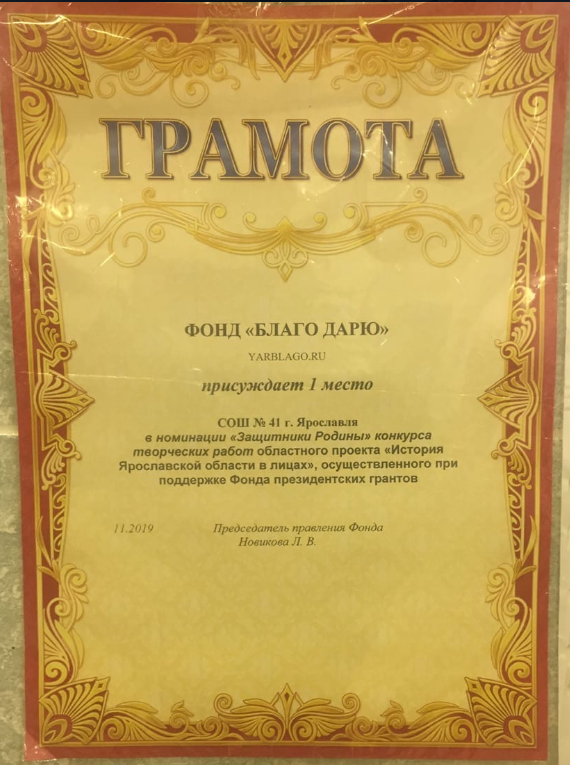 ГРАМОТА
ФОНД «БЛАГО ДАРЮ»
YARBLAGO.RU
присуждает 1 место
СОШ № 41 г. Ярославля
в номинации «Защитники Родины» конкурса
творческих работ областного проекта «История
Ярославской области в лицах», осуществленного при
поддержке Фонда президентских грантов
11.2019 Председатель правления Фонда
Новикова Л. В.